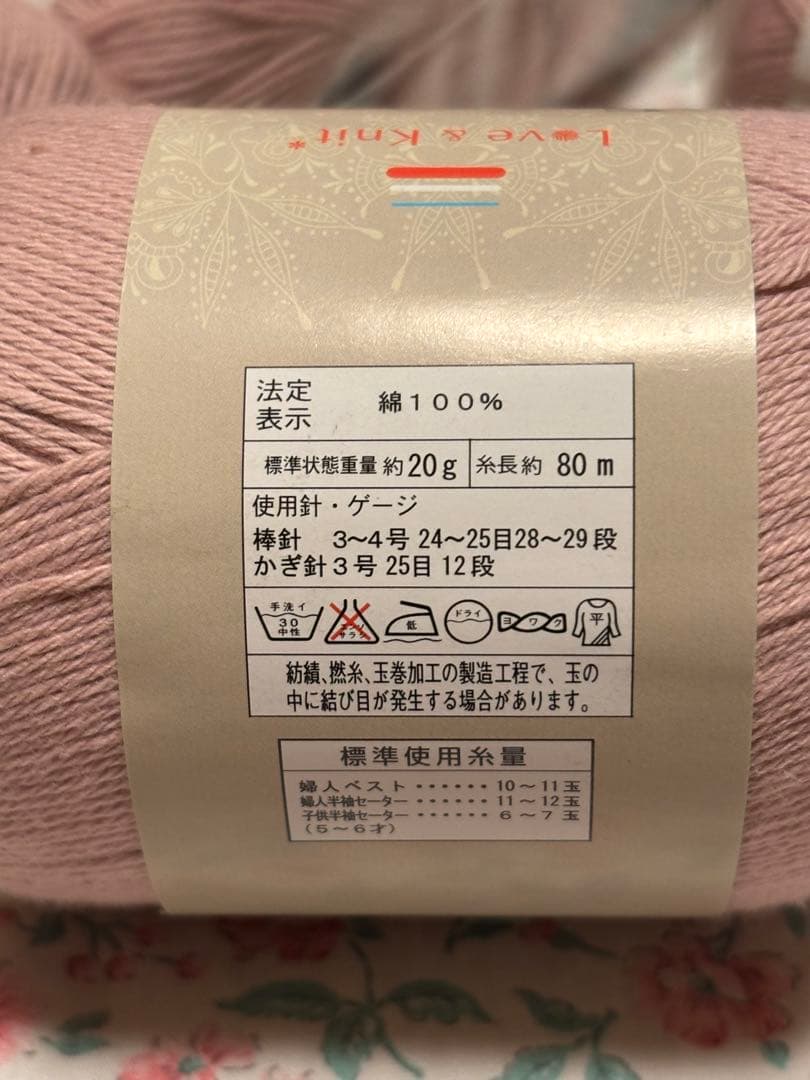 Love & Knit*
法定
表示
綿100%
標準状態重量 約20g 糸長約 80m
使用針・ゲージ
棒針 3〜4号 24〜25目28〜29段
かぎ針3号 25目 12段
手洗イ
30
中性
エンソ
サラシ
低
ドライ
ヨワク
平
紡績、撚糸、玉巻加工の製造工程で、玉の
中に結び目が発生する場合があります。
標準使用糸量
婦人ベスト・・・・・・10〜11玉
婦人半袖セーター・・・・・・11〜12玉
子供半袖セーター・・・・・・6〜7玉
(5〜6才)